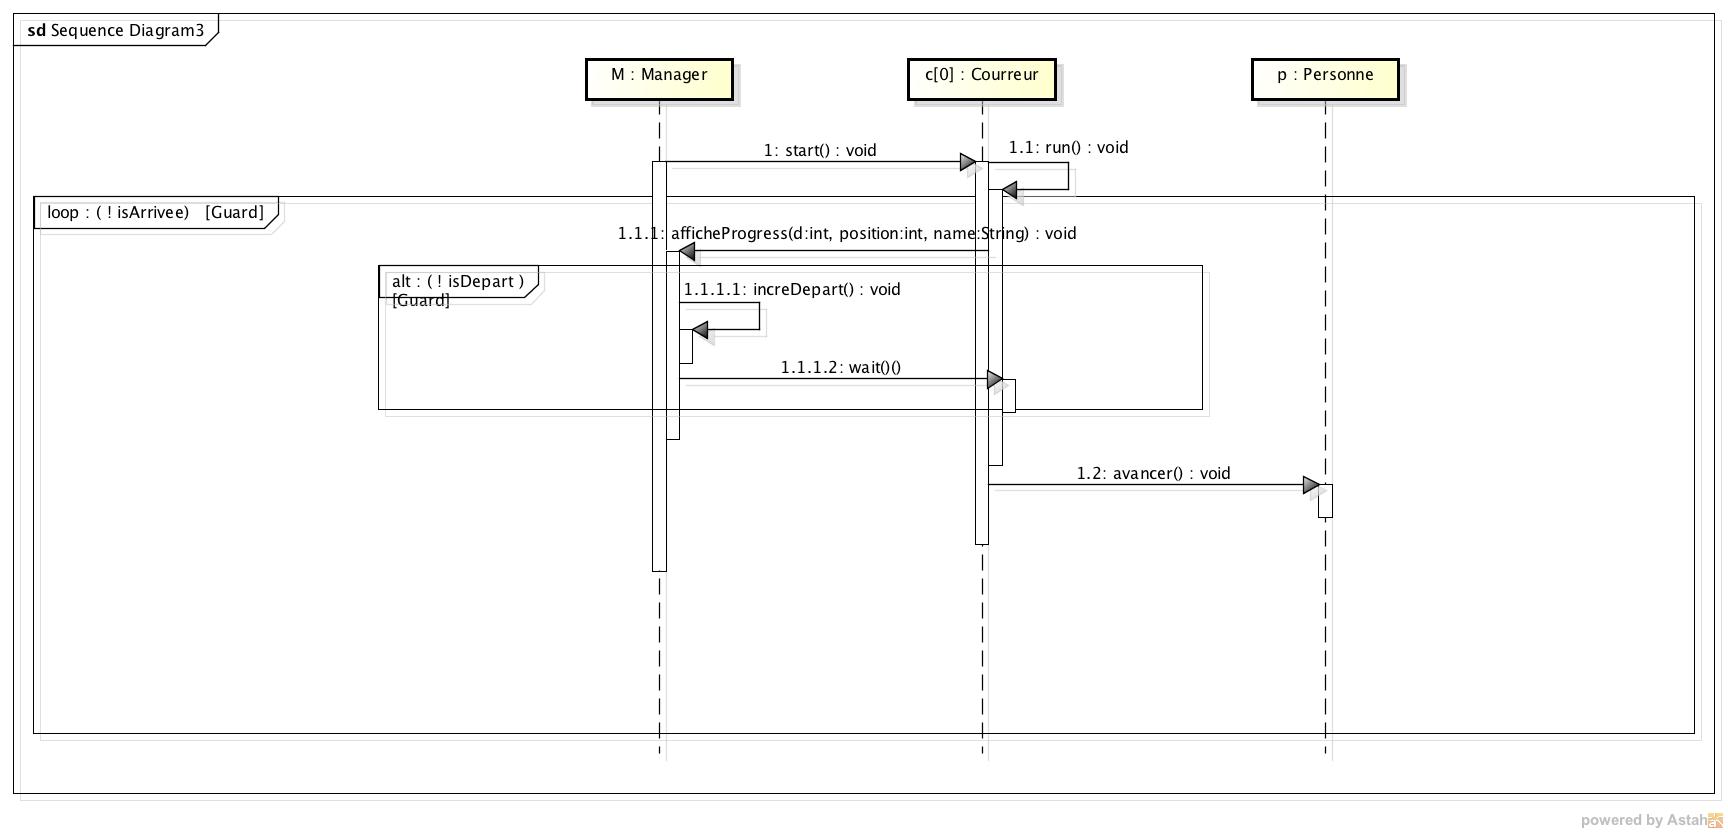 sd Sequence Diagram3
M : Manager
c[0] : Courreur
p : Personne
1: start() : void
1.1: run() : void
loop : ( ! isArrivee) [Guard]
1.1.1: afficheProgress(d:int, position:int, name:String) : void
alt : ( ! isDepart )
[Guard]
1.1.1.1: increDepart() : void
1.1.1.2: wait()()
1.2: avancer() : void
powered by Astah